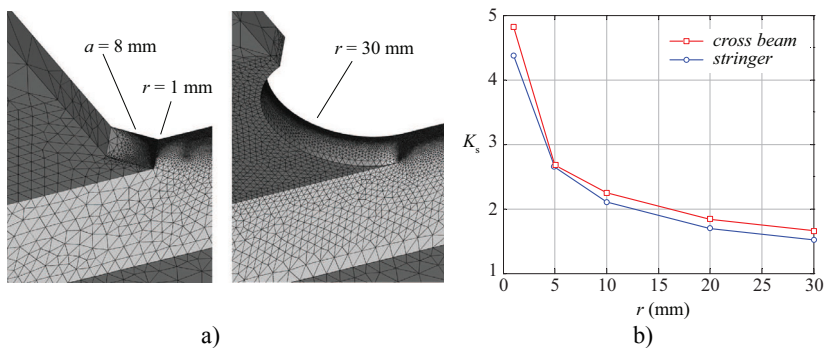 a = 8 mm
r = 1 mm
r = 30 mm
a)
5
4
3
2
1
Ks
cross beam
stringer
0 5 10 15 20 25 30
r (mm)
b)